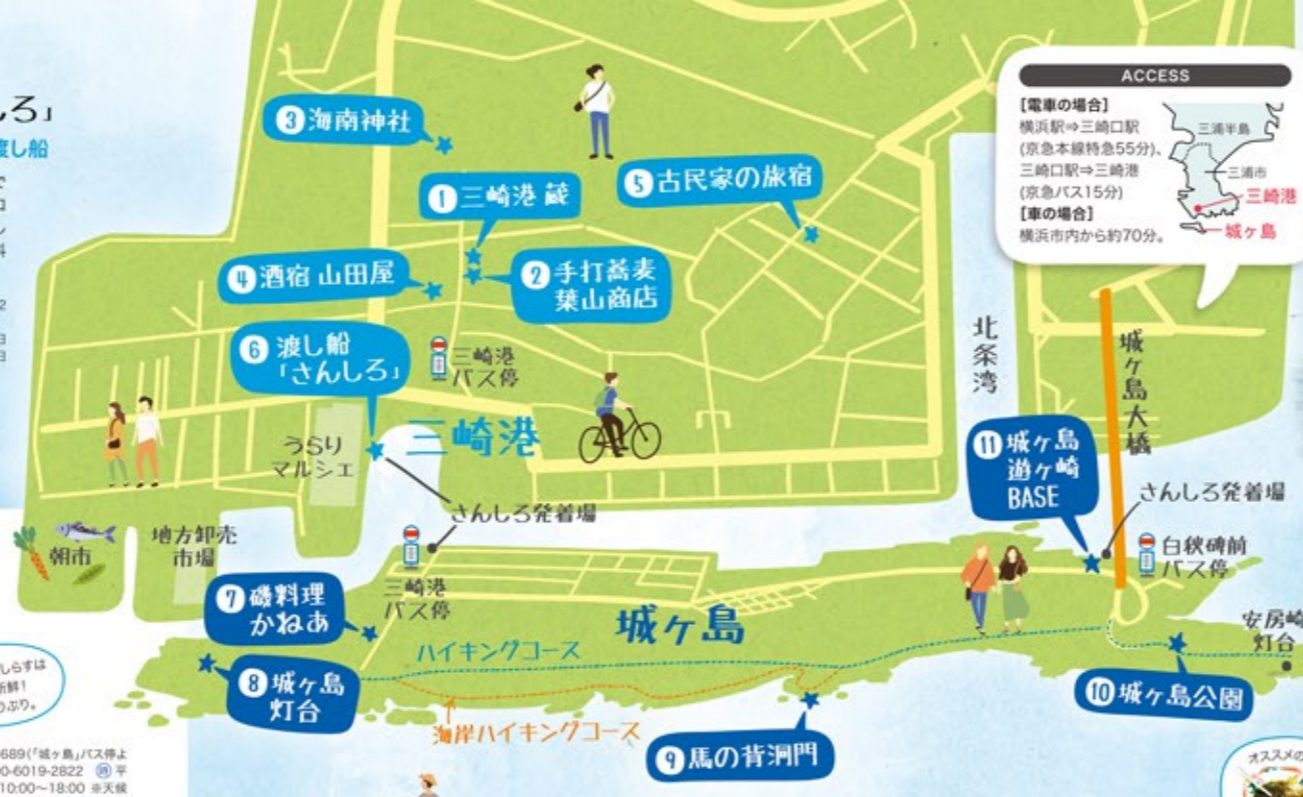 しろ」
渡し船
ACCESS
[電車の場合]
横浜駅⇒三崎口駅
(京急本線特急55分)、
三崎口駅⇒三崎港
(京急バス15分)
[車の場合]
横浜市内から約70分。
三浦半島
三浦市
三崎港
城ヶ島
3 海南神社
1 三崎港 蔵
5 古民家の旅宿
4 酒宿 山田屋
2 手打蕎麦
葉山商店
6 渡し船
「さんしろ」
三崎港
バス停
北条湾
城ヶ島大橋
うらり
マルシェ
三崎港
11 城ヶ島
遊ヶ崎
BASE
さんしろ発着場
さんしろ発着場
朝市
地方卸売
市場
三崎港
バス停
白秋碑前
バス停
7 磯料理
かねあ
城ヶ島
安房崎
灯台
ハイキングコース
8 城ヶ島
灯台
10 城ヶ島公園
海岸ハイキングコース
9 馬の背洞門
しらすは
新鮮!
689(「城ヶ島」バス停よ
0-6019-2822 時 平
10:00〜18:00 ※天候
オススメの